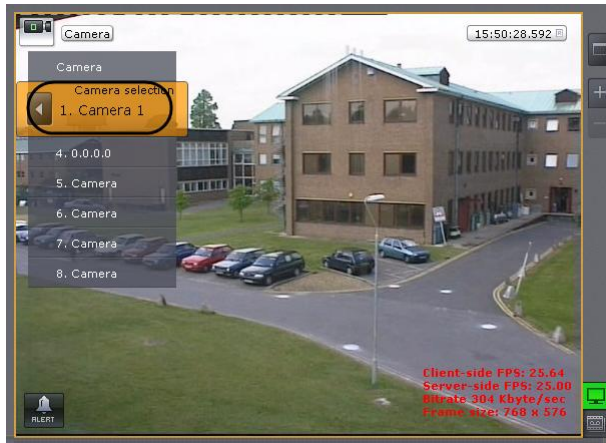 Camera
15:50:28.592
Camera
Camera selection
1. Camera 1
4. 0.0.0.0
5. Camera
6. Camera
7. Camera
8. Camera
Client-side FPS: 25.64
Server-side FPS: 25.00
Bitrate 304 Kbyte/sec
Frame size: 768 x 576
ALERT